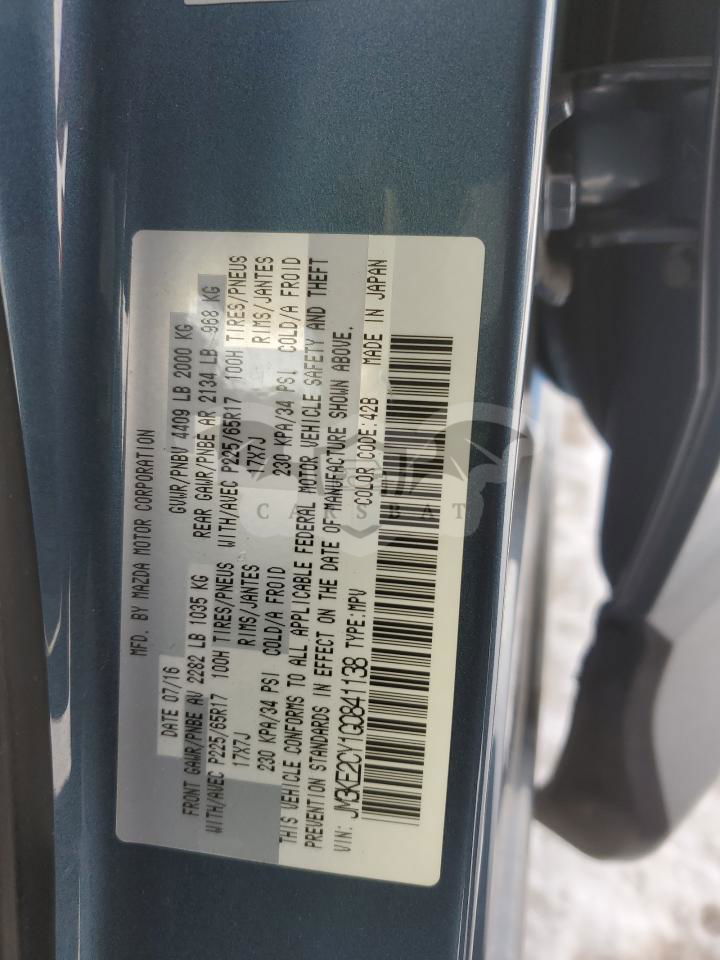 MFD. BY MAZDA MOTOR CORPORATION
DATE 07/16 GVWR/PNBV 4409 LB 2000 KG
FRONT GAWR/PNBE AV 2282 LB 1035 KG REAR GAWR/PNBE AR 2134 LB 968 KG
WITH/AVEC P225/65R17 100H TIRES/PNEUS WITH/AVEC P225/65R17 100H TIRES/PNEUS
17X7J RIMS/JANTES 17X7J RIMS/JANTES
230 KPA/34 PSI COLD/A FROID 230 KPA/34 PSI COLD/A FROID
THIS VEHICLE CONFORMS TO ALL APPLICABLE FEDERAL MOTOR VEHICLE SAFETY AND THEFT
PREVENTION STANDARDS IN EFFECT ON THE DATE OF MANUFACTURE SHOWN ABOVE.
VIN: JM3KE2CY1G0841138 TYPE:MPV COLOR CODE:42B MADE IN JAPAN
CARSBAT